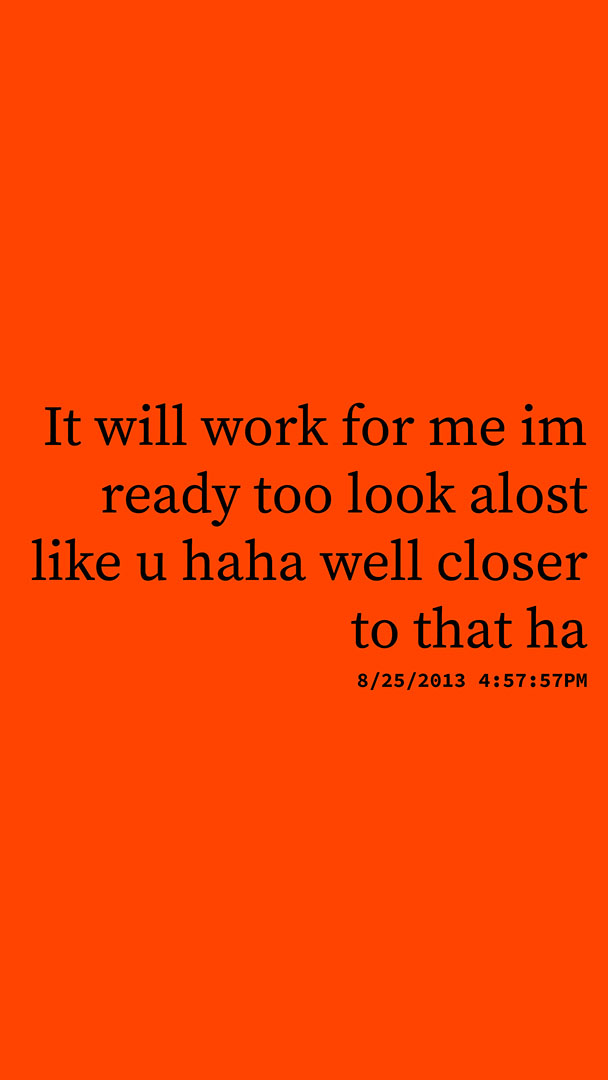 It will work for me im
ready too look alost
like u haha well closer
to that ha
8/25/2013 4:57:57PM